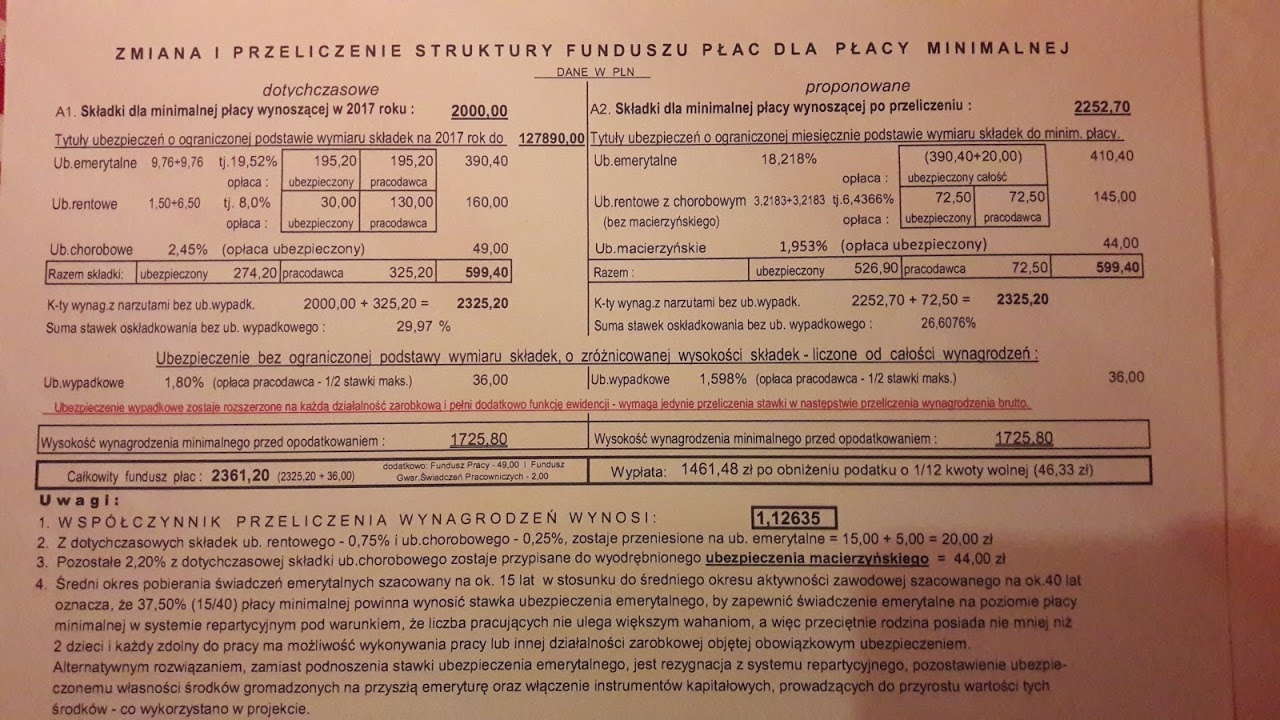 ZMIANA I PRZELICZENIE STRUKTURY FUNDUSZU PŁAC DLA PŁACY MINIMALNEJ
DANE W PLN
dotychczasowe
A1. Składki dla minimalnej płacy wynoszącej w 2017 roku : 2000,00
Tytuły ubezpieczeń o ograniczonej podstawie wymiaru składek na 2017 rok do 127890,00
Ub.emerytalne 9,76+9,76 tj.19,52% 195,20 195,20 390,40
opłaca : ubezpieczony pracodawca
Ub.rentowe 1,50+6,50 tj. 8,0% 30,00 130,00 160,00
opłaca : ubezpieczony pracodawca
Ub.chorobowe 2,45% (opłaca ubezpieczony) 49,00
Razem składki: ubezpieczony 274,20 pracodawca 325,20 599,40
K-ty wynag.z narzutami bez ub.wypadk. 2000,00 + 325,20 = 2325,20
Suma stawek oskładkowania bez ub. wypadkowego : 29,97 %
proponowane
A2. Składki dla minimalnej płacy wynoszącej po przeliczeniu : 2252,70
Tytuły ubezpieczeń o ograniczonej miesięcznie podstawie wymiaru składek do minim. płacy.
Ub.emerytalne 18,218% (390,40+20,00) 410,40
opłaca : ubezpieczony całość
Ub.rentowe z chorobowym 3,2183+3,2183 tj.6,4366% 72,50 72,50 145,00
(bez macierzyńskiego) opłaca : ubezpieczony pracodawca
Ub.macierzyńskie 1,953% (opłaca ubezpieczony) 44,00
Razem : ubezpieczony 526,90 pracodawca 72,50 599,40
K-ty wynag.z narzutami bez ub.wypadk. 2252,70 + 72,50 = 2325,20
Suma stawek oskładkowania bez ub. wypadkowego : 26,6076%
Ubezpieczenie bez ograniczonej podstawy wymiaru składek, o zróżnicowanej wysokości składek - liczone od całości wynagrodzeń :
Ub.wypadkowe 1,80% (opłaca pracodawca - 1/2 stawki maks.) 36,00
Ub.wypadkowe 1,598% (opłaca pracodawca - 1/2 stawki maks.) 36,00
Ubezpieczenie wypadkowe zostaje rozszerzone na każdą działalność zarobkową i pełni dodatkowo funkcję ewidencji - wymaga jedynie przeliczenia stawki w następstwie przeliczenia wynagrodzenia brutto.
Wysokość wynagrodzenia minimalnego przed opodatkowaniem : 1725,80
Wysokość wynagrodzenia minimalnego przed opodatkowaniem : 1725,80
Całkowity fundusz płac : 2361,20 (2325,20 + 36,00) dodatkowo: Fundusz Pracy - 49,00 i Fundusz
Gwar.Świadczeń Pracowniczych - 2,00
Wypłata: 1461,48 zł po obniżeniu podatku o 1/12 kwoty wolnej (46,33 zł)
Uwagi:
1. WSPÓŁCZYNNIK PRZELICZENIA WYNAGRODZEŃ WYNOSI: 1,12635
2. Z dotychczasowych składek ub. rentowego - 0,75% i ub.chorobowego - 0,25%, zostaje przeniesione na ub. emerytalne = 15,00 + 5,00 = 20,00 zł
3. Pozostałe 2,20% z dotychczasowej składki ub.chorobowego zostaje przypisane do wyodrębnionego ubezpieczenia macierzyńskiego = 44,00 zł
4. Średni okres pobierania świadczeń emerytalnych szacowany na ok. 15 lat w stosunku do średniego okresu aktywności zawodowej szacowanego na ok.40 lat
oznacza, że 37,50% (15/40) płacy minimalnej powinna wynosić stawka ubezpieczenia emerytalnego, by zapewnić świadczenie emerytalne na poziomie płacy
minimalnej w systemie repartycyjnym pod warunkiem, że liczba pracujących nie ulega większym wahaniom, a więc przeciętnie rodzina posiada nie mniej niż
2 dzieci i każdy zdolny do pracy ma możliwość wykonywania pracy lub innej działalności zarobkowej objętej obowiązkowym ubezpieczeniem.
Alternatywnym rozwiązaniem, zamiast podnoszenia stawki ubezpieczenia emerytalnego, jest rezygnacja z systemu repartycyjnego, pozostawienie ubezpie-
czonemu własności środków gromadzonych na przyszłą emeryturę oraz włączenie instrumentów kapitałowych, prowadzących do przyrostu wartości tych
środków - co wykorzystano w projekcie.